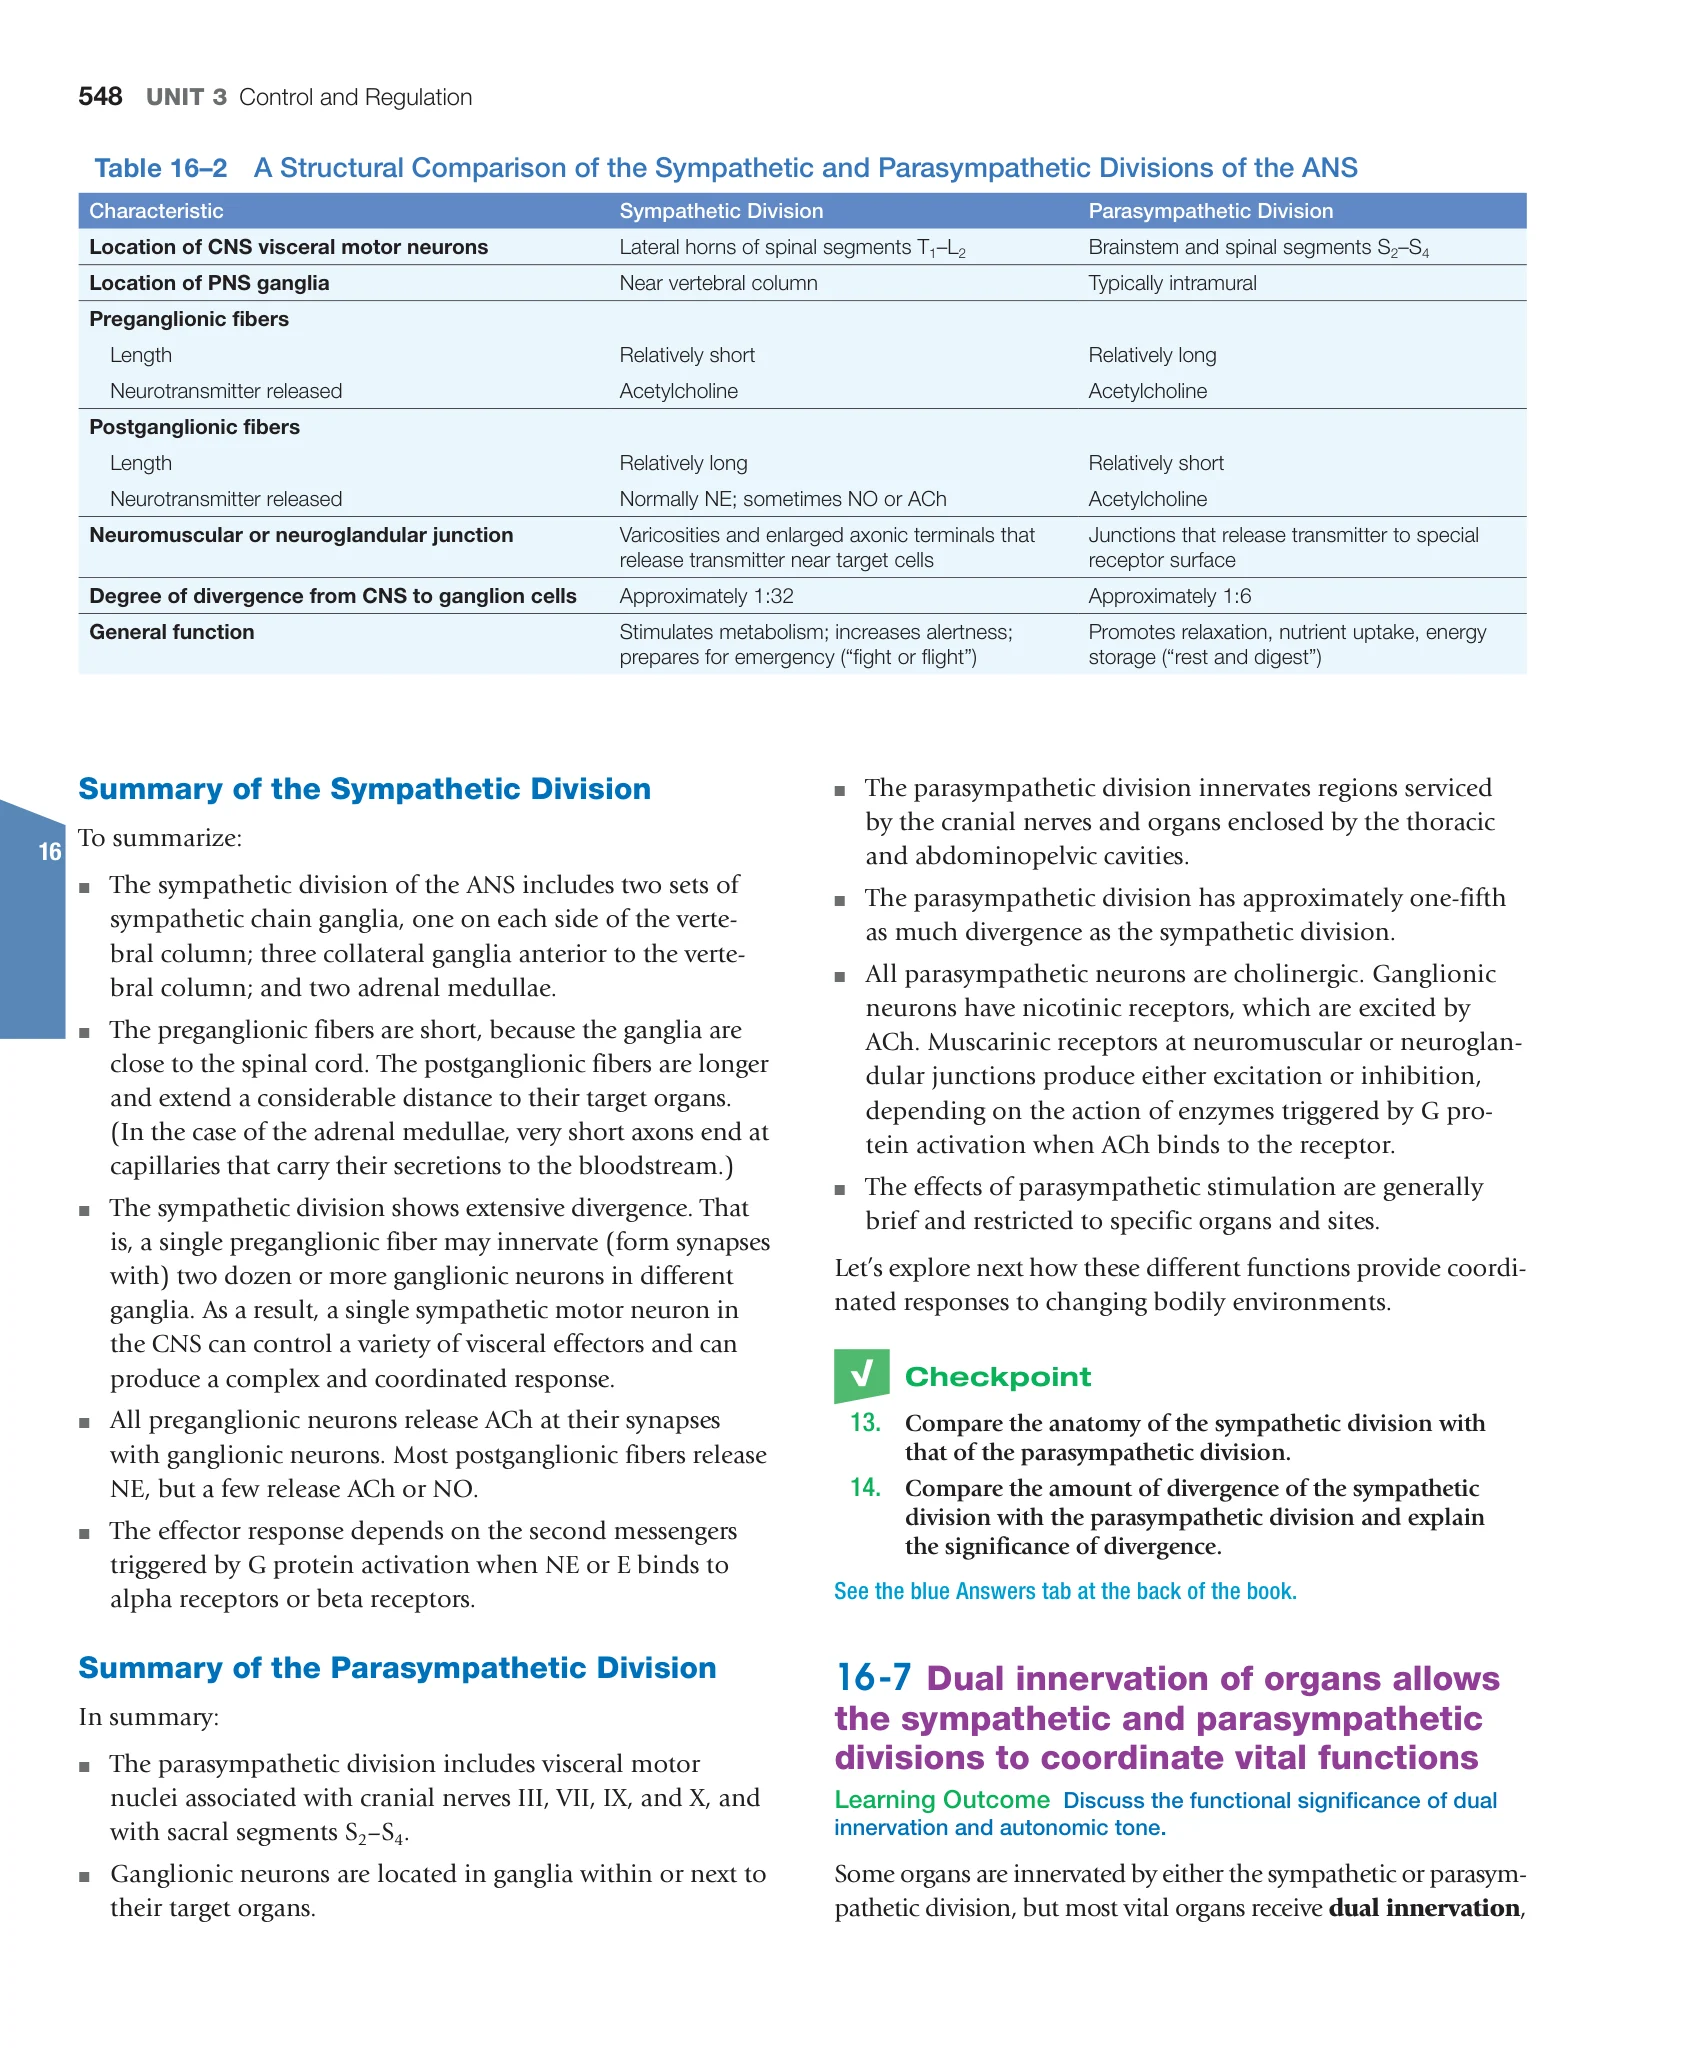 548 UNIT 3 Control and Regulation
Table 16–2 A Structural Comparison of the Sympathetic and Parasympathetic Divisions of the ANS
Characteristic Sympathetic Division Parasympathetic Division
Location of CNS visceral motor neurons Lateral horns of spinal segments T₁–L₂ Brainstem and spinal segments S₂–S₄
Location of PNS ganglia Near vertebral column Typically intramural
Preganglionic fibers
Length Relatively short Relatively long
Neurotransmitter released Acetylcholine Acetylcholine
Postganglionic fibers
Length Relatively long Relatively short
Neurotransmitter released Normally NE; sometimes NO or ACh Acetylcholine
Neuromuscular or neuroglandular junction Varicosities and enlarged axonic terminals that Junctions that release transmitter to special
release transmitter near target cells receptor surface
Degree of divergence from CNS to ganglion cells Approximately 1:32 Approximately 1:6
General function Stimulates metabolism; increases alertness; Promotes relaxation, nutrient uptake, energy
prepares for emergency (“fight or flight”) storage (“rest and digest”)
16
Summary of the Sympathetic Division
To summarize:
■ The sympathetic division of the ANS includes two sets of
sympathetic chain ganglia, one on each side of the verte-
bral column; three collateral ganglia anterior to the verte-
bral column; and two adrenal medullae.
■ The preganglionic fibers are short, because the ganglia are
close to the spinal cord. The postganglionic fibers are longer
and extend a considerable distance to their target organs.
(In the case of the adrenal medullae, very short axons end at
capillaries that carry their secretions to the bloodstream.)
■ The sympathetic division shows extensive divergence. That
is, a single preganglionic fiber may innervate (form synapses
with) two dozen or more ganglionic neurons in different
ganglia. As a result, a single sympathetic motor neuron in
the CNS can control a variety of visceral effectors and can
produce a complex and coordinated response.
■ All preganglionic neurons release ACh at their synapses
with ganglionic neurons. Most postganglionic fibers release
NE, but a few release ACh or NO.
■ The effector response depends on the second messengers
triggered by G protein activation when NE or E binds to
alpha receptors or beta receptors.
Summary of the Parasympathetic Division
In summary:
■ The parasympathetic division includes visceral motor
nuclei associated with cranial nerves III, VII, IX, and X, and
with sacral segments S₂–S₄.
■ Ganglionic neurons are located in ganglia within or next to
their target organs.
■ The parasympathetic division innervates regions serviced
by the cranial nerves and organs enclosed by the thoracic
and abdominopelvic cavities.
■ The parasympathetic division has approximately one-fifth
as much divergence as the sympathetic division.
■ All parasympathetic neurons are cholinergic. Ganglionic
neurons have nicotinic receptors, which are excited by
ACh. Muscarinic receptors at neuromuscular or neuroglan-
dular junctions produce either excitation or inhibition,
depending on the action of enzymes triggered by G pro-
tein activation when ACh binds to the receptor.
■ The effects of parasympathetic stimulation are generally
brief and restricted to specific organs and sites.
Let’s explore next how these different functions provide coordi-
nated responses to changing bodily environments.
√ Checkpoint
13. Compare the anatomy of the sympathetic division with
that of the parasympathetic division.
14. Compare the amount of divergence of the sympathetic
division with the parasympathetic division and explain
the significance of divergence.
See the blue Answers tab at the back of the book.
16-7 Dual innervation of organs allows
the sympathetic and parasympathetic
divisions to coordinate vital functions
Learning Outcome Discuss the functional significance of dual
innervation and autonomic tone.
Some organs are innervated by either the sympathetic or parasym-
pathetic division, but most vital organs receive dual innervation,